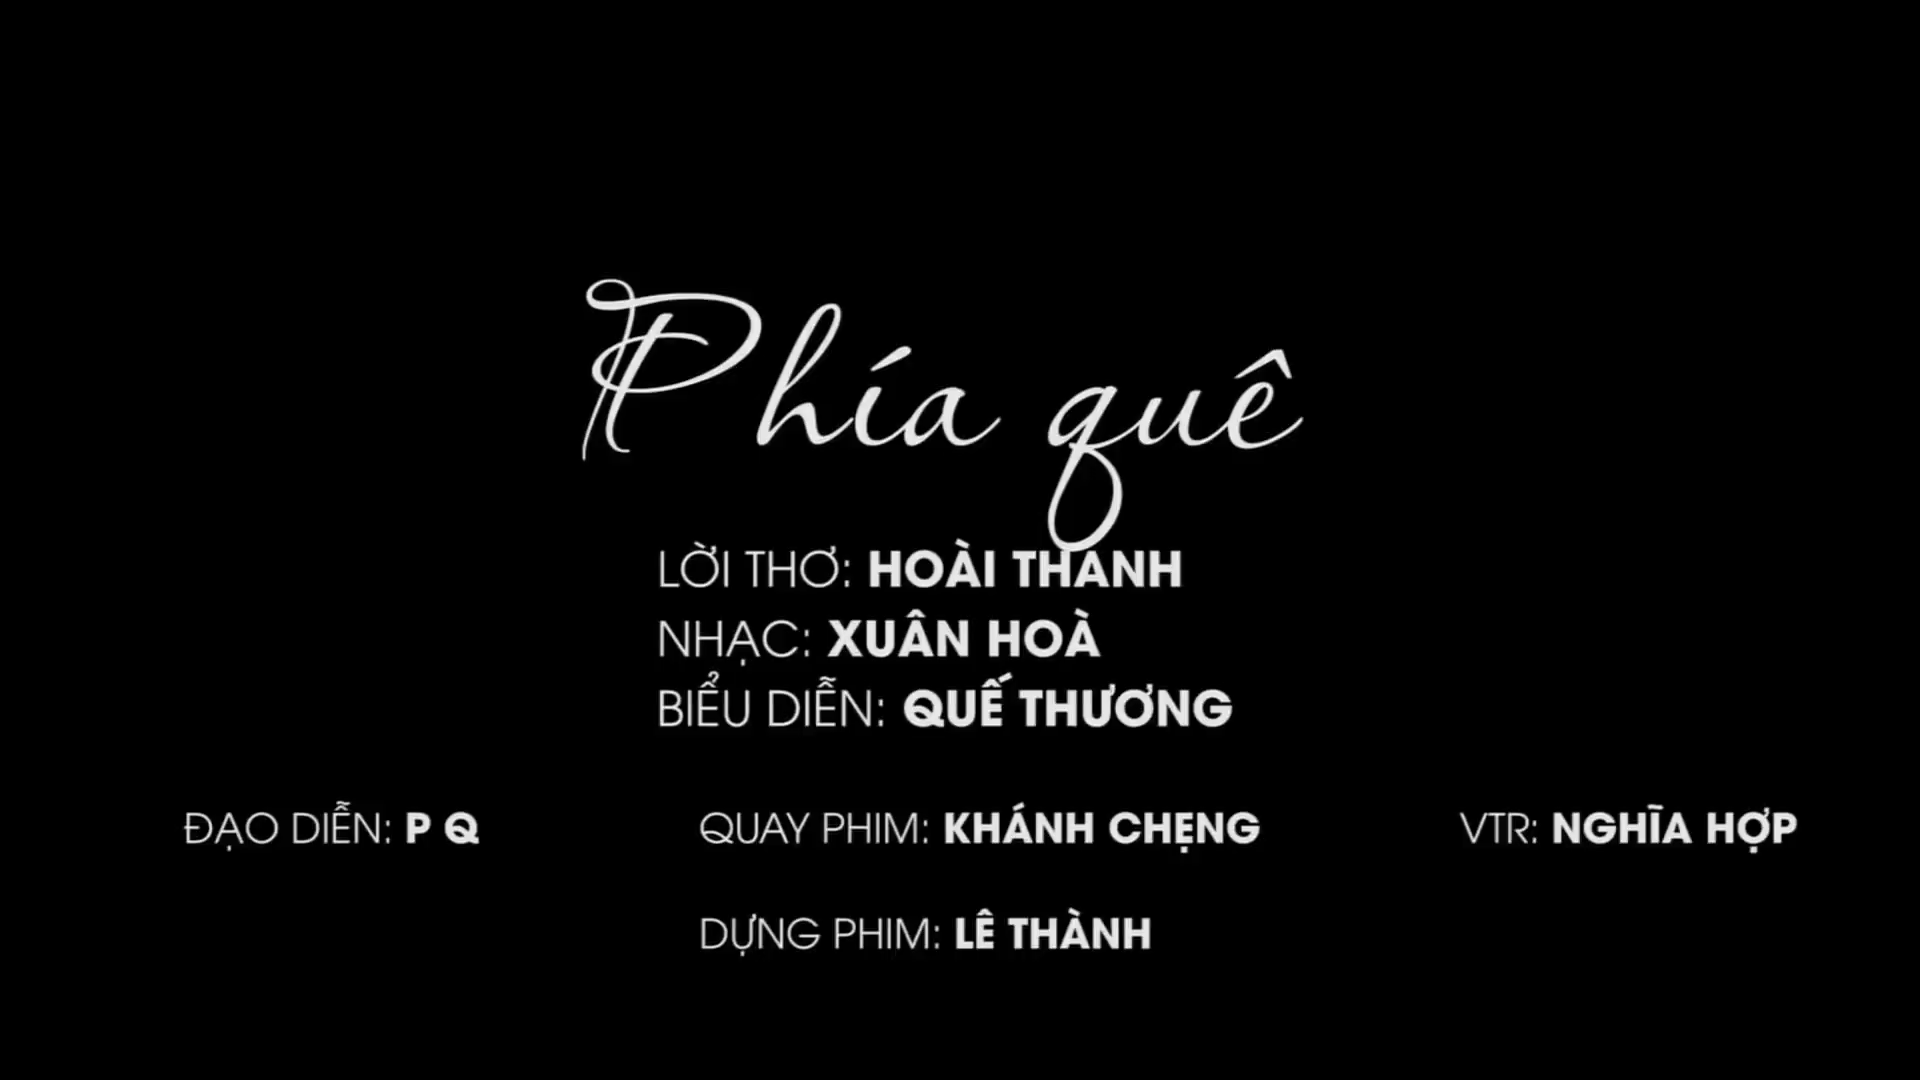 Phía quê
LỜI THƠ: HOÀI THANH
NHẠC: XUÂN HOÀ
BIỂU DIỄN: QUẾ THƯƠNG
ĐẠO DIỄN: P Q QUAY PHIM: KHÁNH CHẸNG VTR: NGHĨA HỢP
DỰNG PHIM: LÊ THÀNH